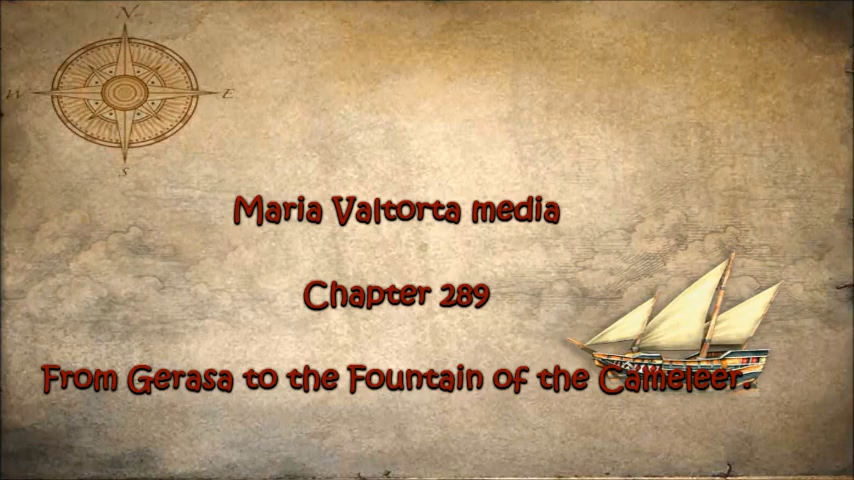 N
W E
S
Maria Valtorta media
Chapter 289
From Gerasa to the Fountain of the Cameleer.